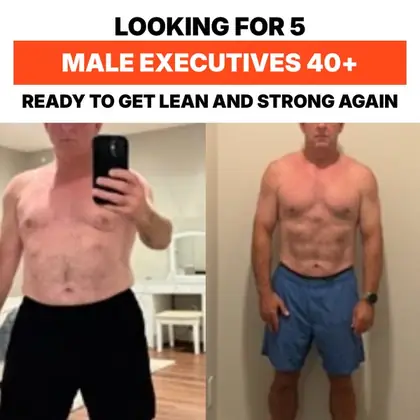 LOOKING FOR 5
MALE EXECUTIVES 40+
READY TO GET LEAN AND STRONG AGAIN